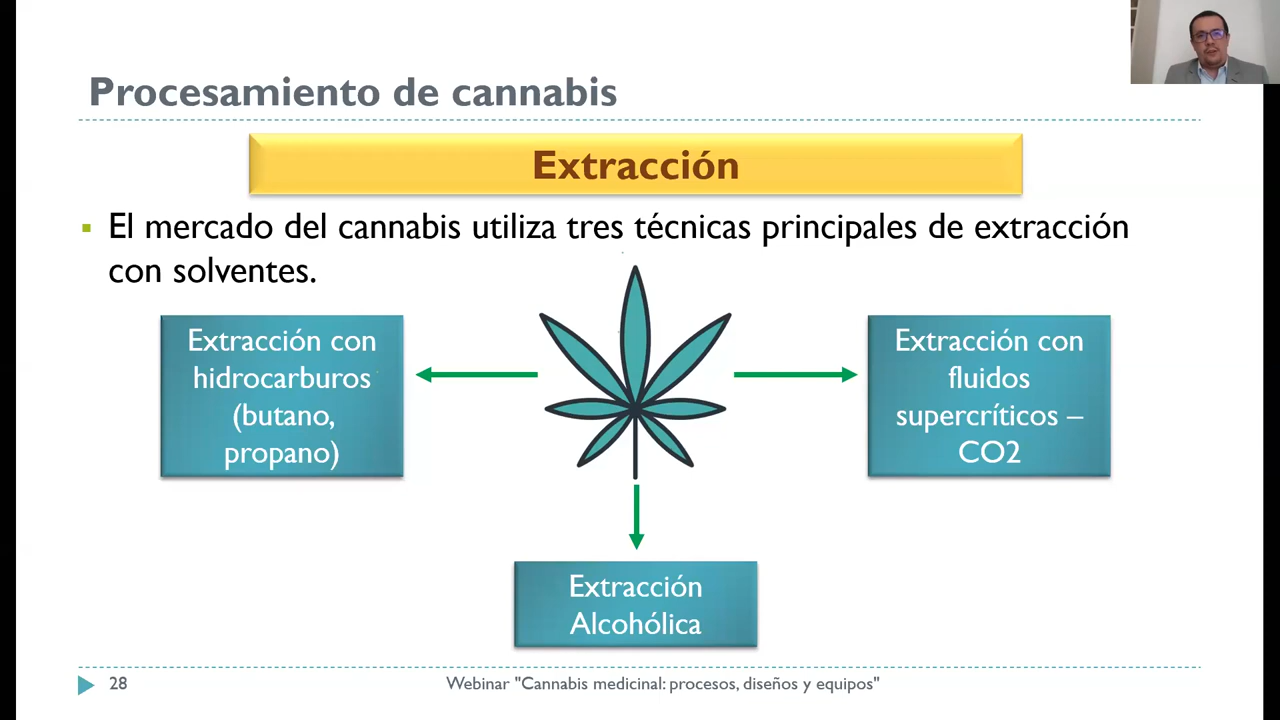 Procesamiento de cannabis
Extracción
▪ El mercado del cannabis utiliza tres técnicas principales de extracción
con solventes.
Extracción con
hidrocarburos
(butano,
propano)
Extracción con
fluidos
supercríticos –
CO2
Extracción
Alcohólica
28
Webinar "Cannabis medicinal: procesos, diseños y equipos"